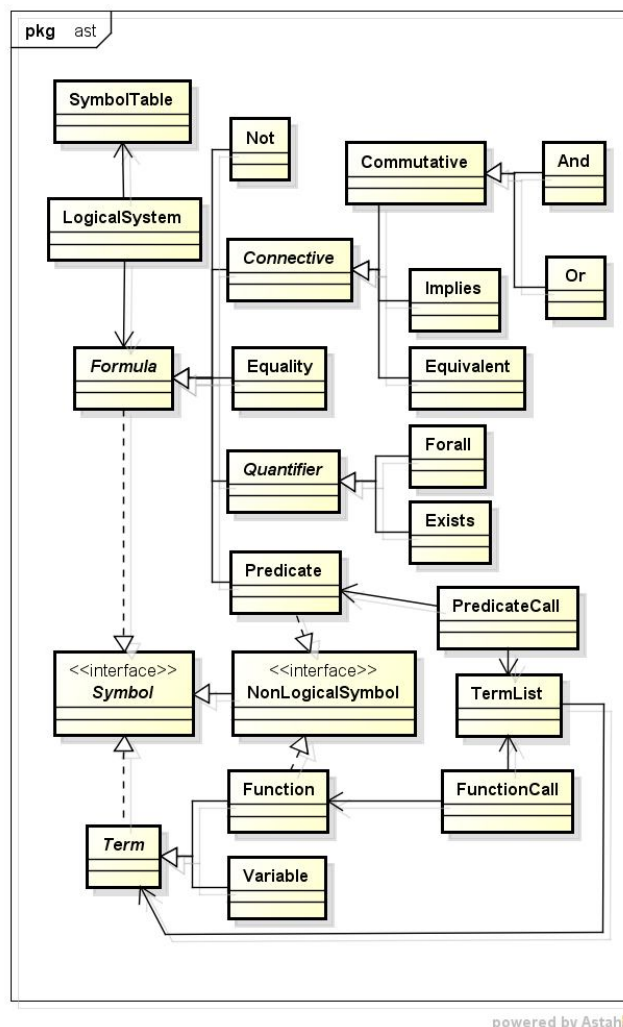 pkg ast
SymbolTable
Not
Commutative
And
LogicalSystem
Connective
Implies
Or
Formula
Equality
Equivalent
Quantifier
Forall
Exists
Predicate
PredicateCall
<<interface>>
Symbol
<<interface>>
NonLogicalSymbol
TermList
Function
FunctionCall
Term
Variable
powered by Astah